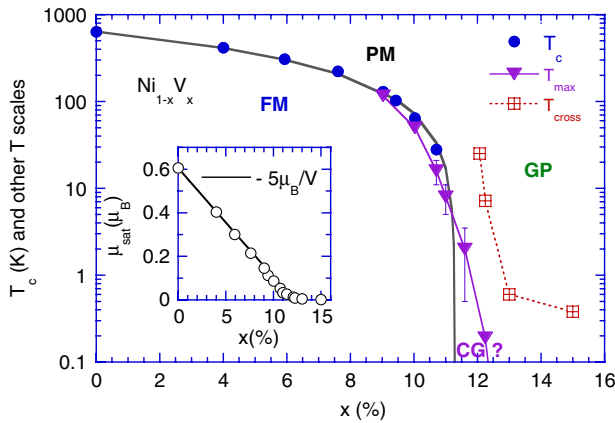 1000
100
10
1
0.1
T_c (K) and other T scales
PM
T_c
T_max
T_cross
Ni_{1-x}V_x
FM
GP
CG ?
0.6
0.4
0.2
0
μ_sat (μ_B)
- 5μ_B/V
0 5 10 15
x(%)
0 2 4 6 8 10 12 14 16
x (%)